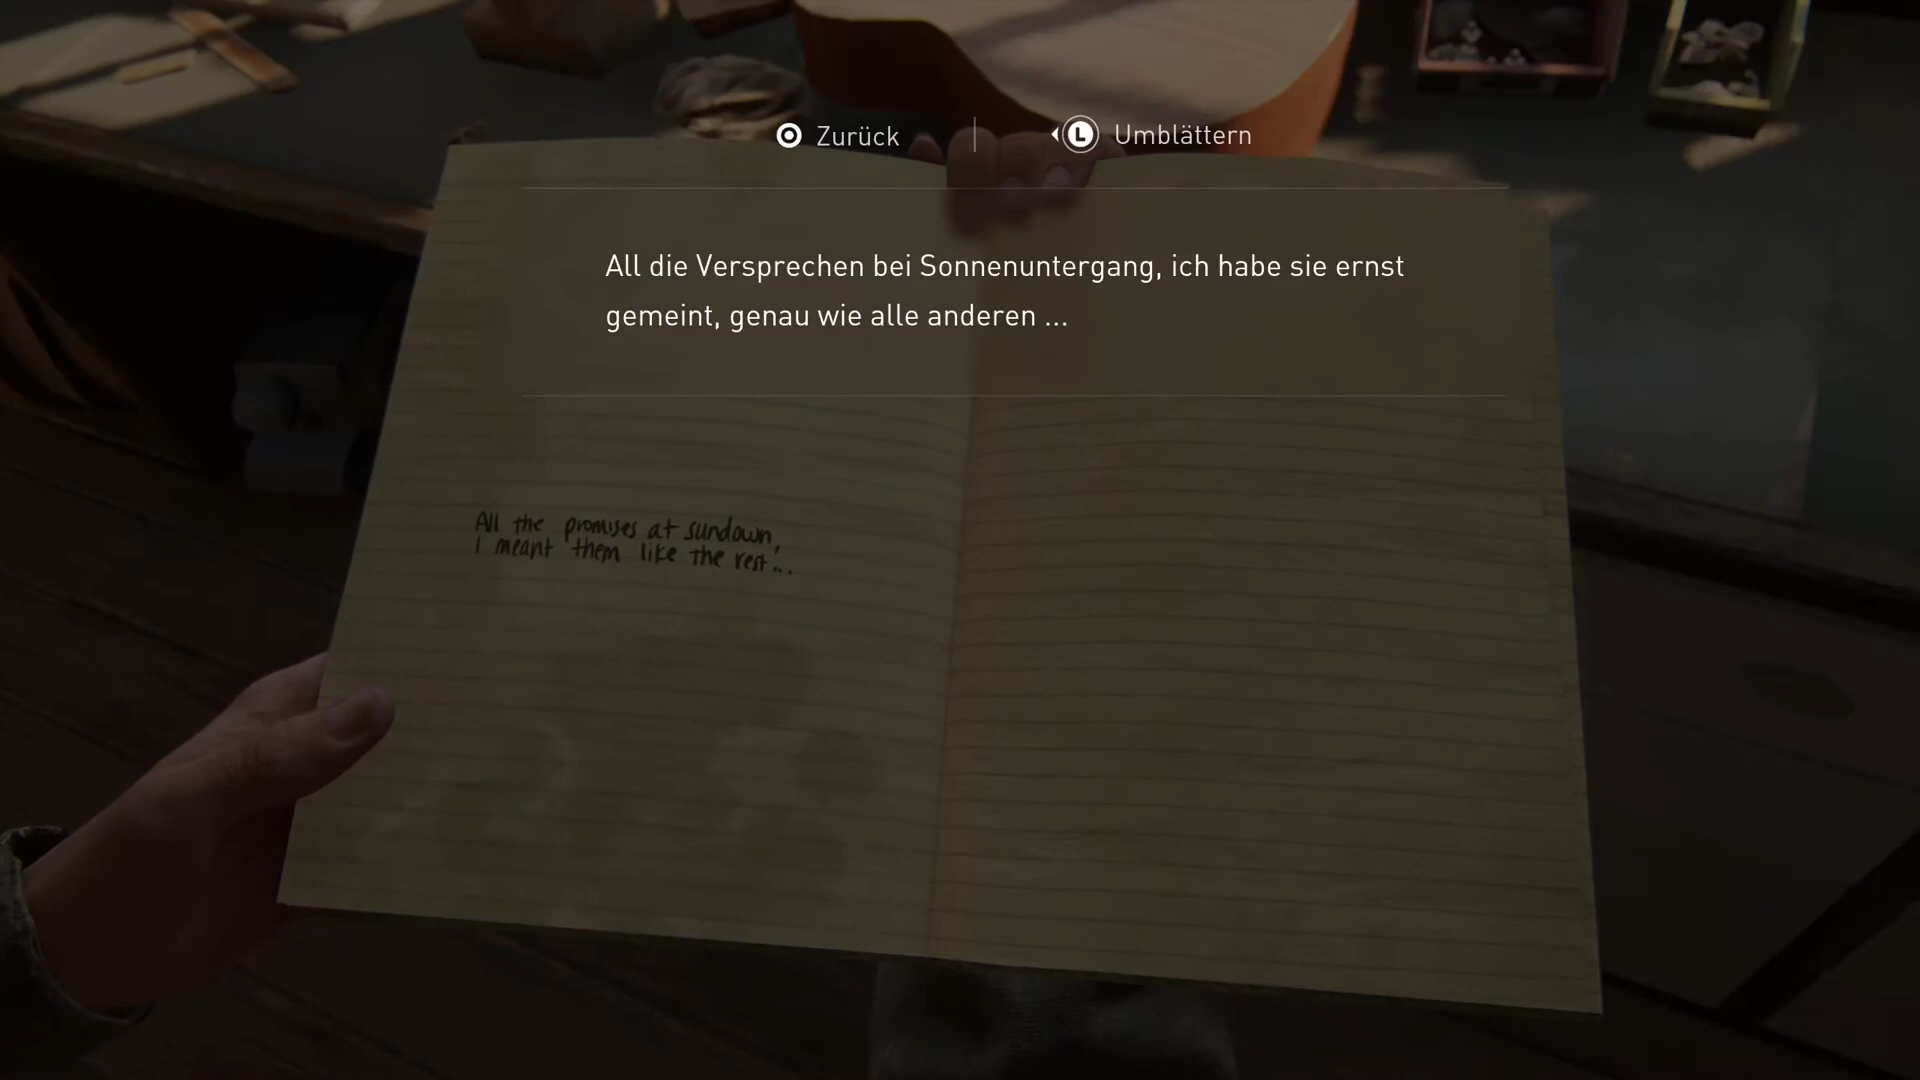 Zurück
L Umblättern
All die Versprechen bei Sonnenuntergang, ich habe sie ernst
gemeint, genau wie alle anderen ...
All the promises at sundown,
I meant them like the rest...